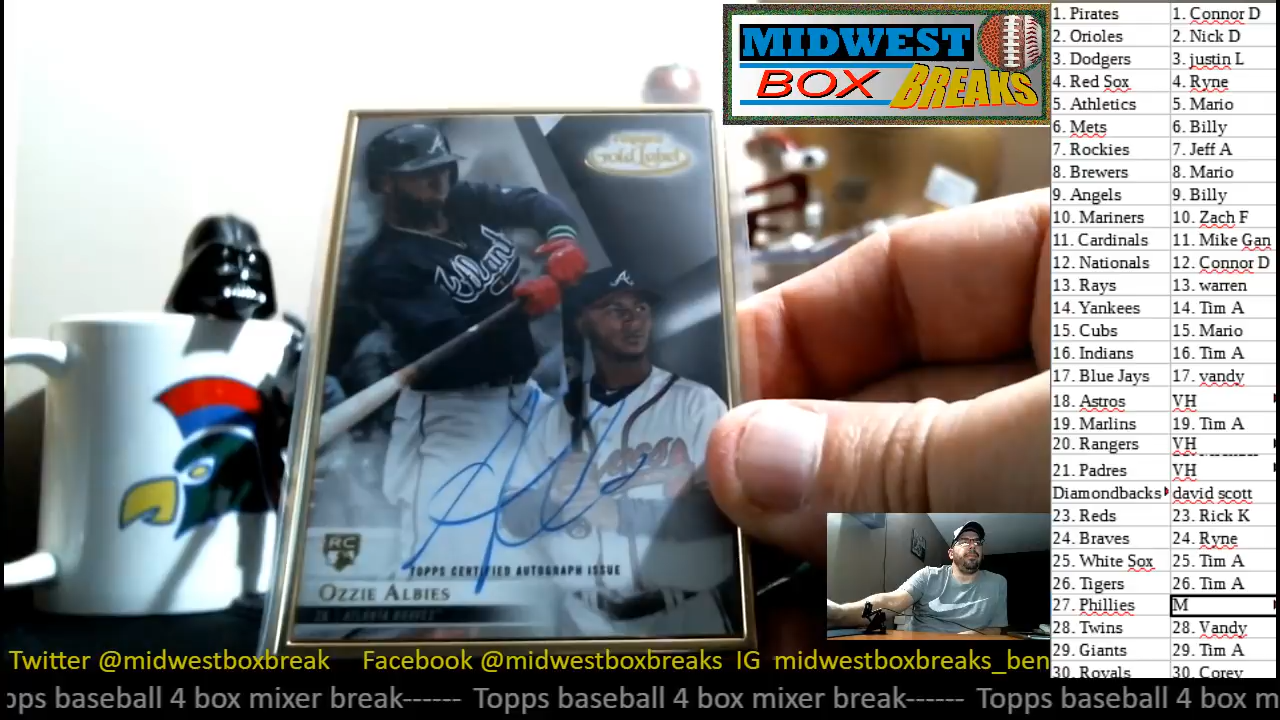 MIDWEST
BOX BREAKS
Topps
Gold Label
Atlanta
A
Braves
RC
TOPPS CERTIFIED AUTOGRAPH ISSUE
OZZIE ALBIES
1. Pirates 1. Connor D
2. Orioles 2. Nick D
3. Dodgers 3. justin L
4. Red Sox 4. Ryne
5. Athletics 5. Mario
6. Mets 6. Billy
7. Rockies 7. Jeff A
8. Brewers 8. Mario
9. Angels 9. Billy
10. Mariners 10. Zach F
11. Cardinals 11. Mike Gan
12. Nationals 12. Connor D
13. Rays 13. warren
14. Yankees 14. Tim A
15. Cubs 15. Mario
16. Indians 16. Tim A
17. Blue Jays 17. vandy
18. Astros VH
19. Marlins 19. Tim A
20. Rangers VH
21. Padres VH
Diamondbacks david scott
23. Reds 23. Rick K
24. Braves 24. Ryne
25. White Sox 25. Tim A
26. Tigers 26. Tim A
27. Phillies M
28. Twins 28. Vandy
29. Giants 29. Tim A
30. Royals 30. Corey
Twitter @midwestboxbreak Facebook @midwestboxbreaks IG midwestboxbreaks_ben
pps baseball 4 box mixer break------ Topps baseball 4 box mixer break------ Topps baseball 4 box m